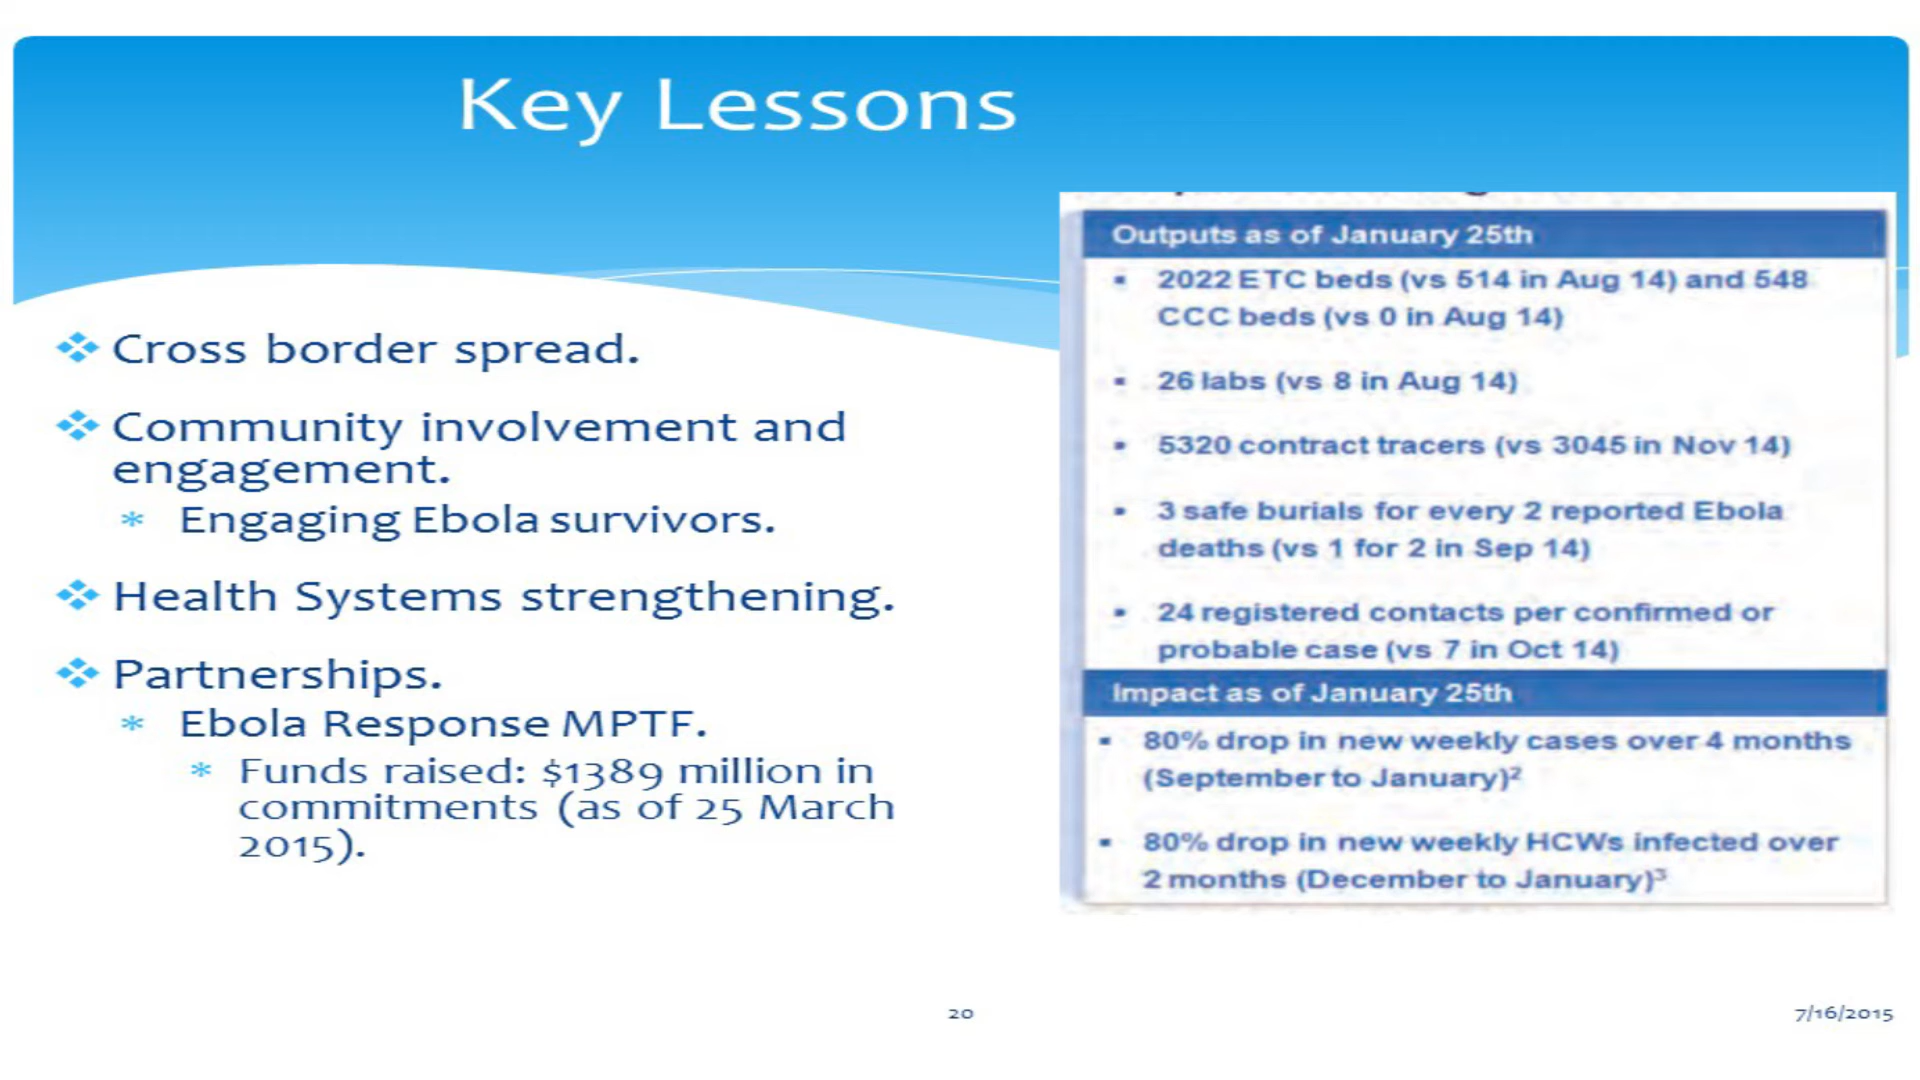 Key Lessons
Cross border spread.
Community involvement and
engagement.
Engaging Ebola survivors.
Health Systems strengthening.
Partnerships.
Ebola Response MPTF.
Funds raised: $1389 million in
commitments (as of 25 March
2015).
Outputs as of January 25th
2022 ETC beds (vs 514 in Aug 14) and 548
CCC beds (vs 0 in Aug 14)
26 labs (vs 8 in Aug 14)
5320 contract tracers (vs 3045 in Nov 14)
3 safe burials for every 2 reported Ebola
deaths (vs 1 for 2 in Sep 14)
24 registered contacts per confirmed or
probable case (vs 7 in Oct 14)
Impact as of January 25th
80% drop in new weekly cases over 4 months
(September to January)²
80% drop in new weekly HCWs infected over
2 months (December to January)³
20
7/16/2015